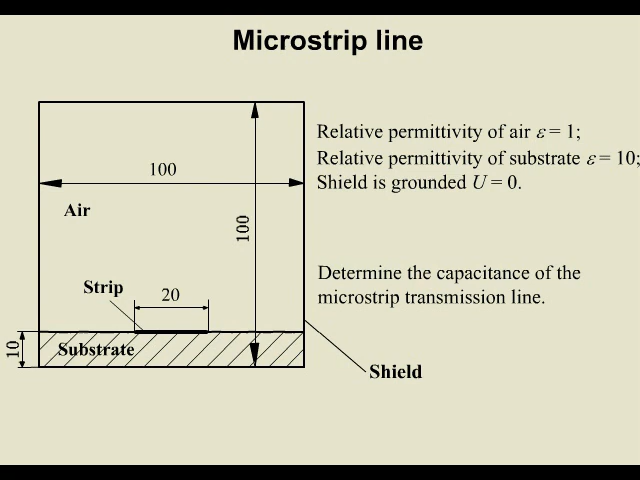 Microstrip line
Relative permittivity of air ε = 1;
Relative permittivity of substrate ε = 10;
Shield is grounded U = 0.
100
Air
100
Determine the capacitance of the
microstrip transmission line.
Strip
20
10
Substrate
Shield